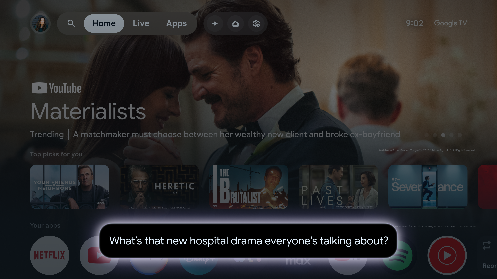 Home Live Apps 9:02 Google TV
YouTube
Materialists
Trending | A matchmaker must choose between her wealthy new client and broke ex-boyfriend
Top picks for you
HERETIC
THE BRUTALIST
PAST LIVES
Severance
Your apps
NETFLIX
max
What's that new hospital drama everyone's talking about?